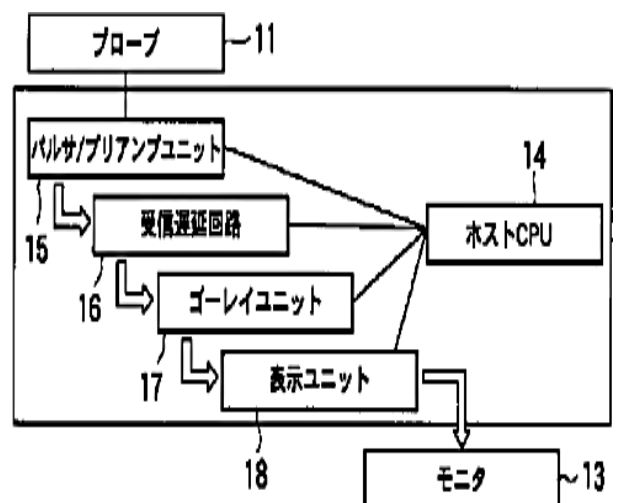 プローブ
11
パルサ/プリアンプユニット
14
15
受信遅延回路
ホストCPU
16
ゴーレイユニット
17
表示ユニット
18
モニタ
13